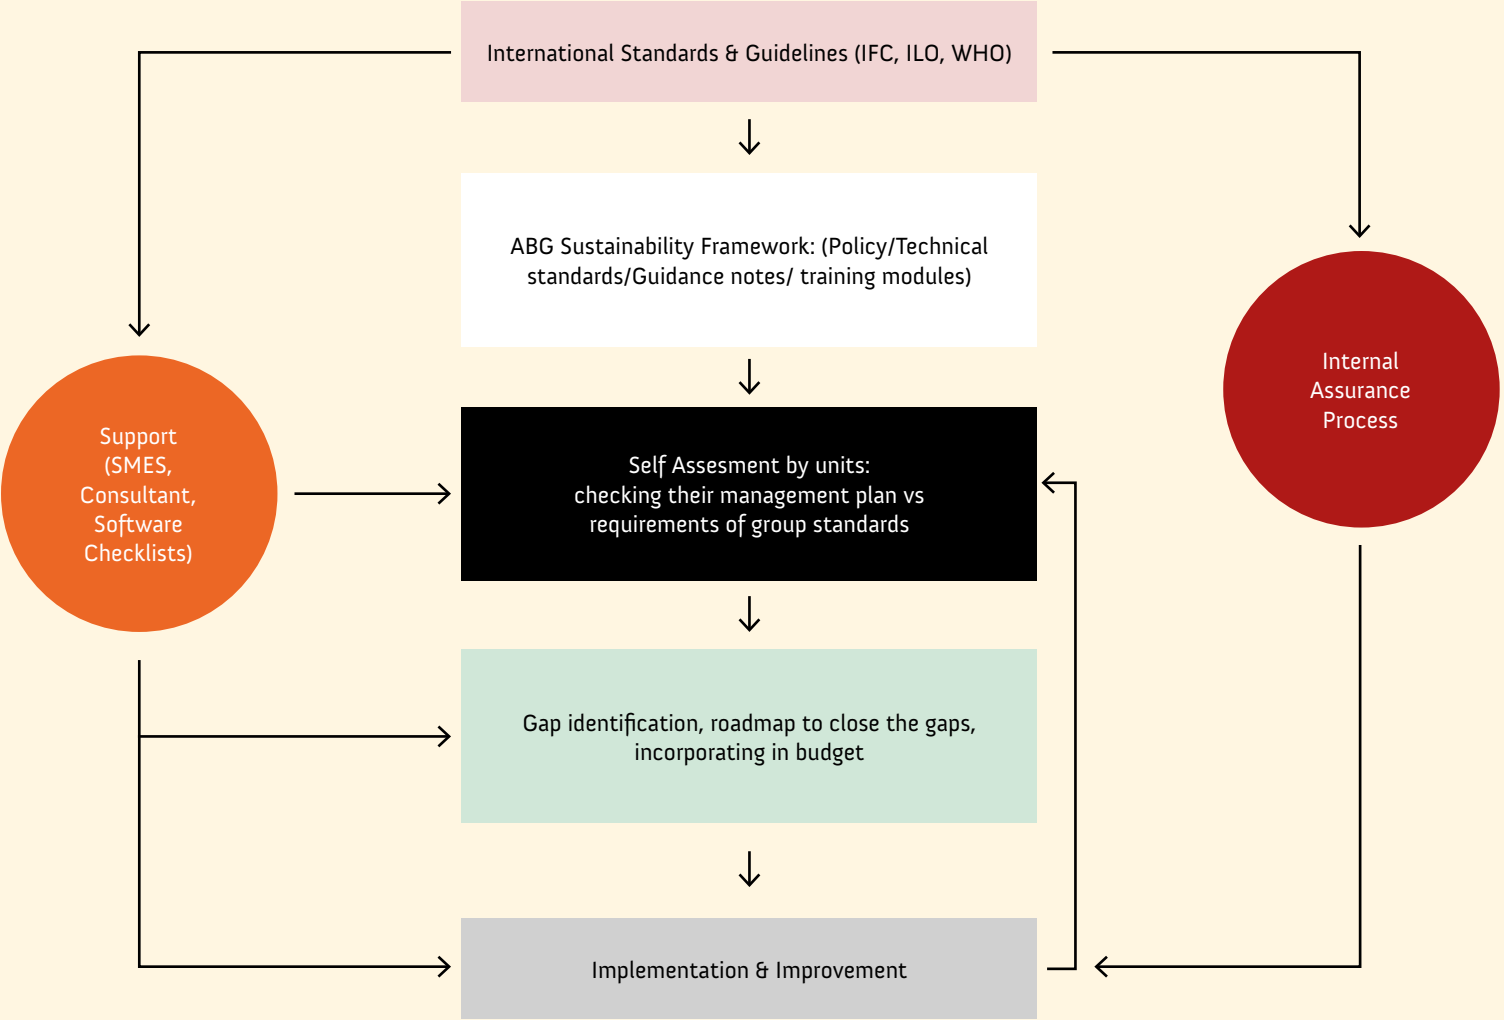 International Standards & Guidelines (IFC, ILO, WHO)
ABG Sustainability Framework: (Policy/Technical
standards/Guidance notes/ training modules)
Internal
Assurance
Process
Support
(SMES,
Consultant,
Software
Checklists)
Self Assesment by units:
checking their management plan vs
requirements of group standards
Gap identification, roadmap to close the gaps,
incorporating in budget
Implementation & Improvement